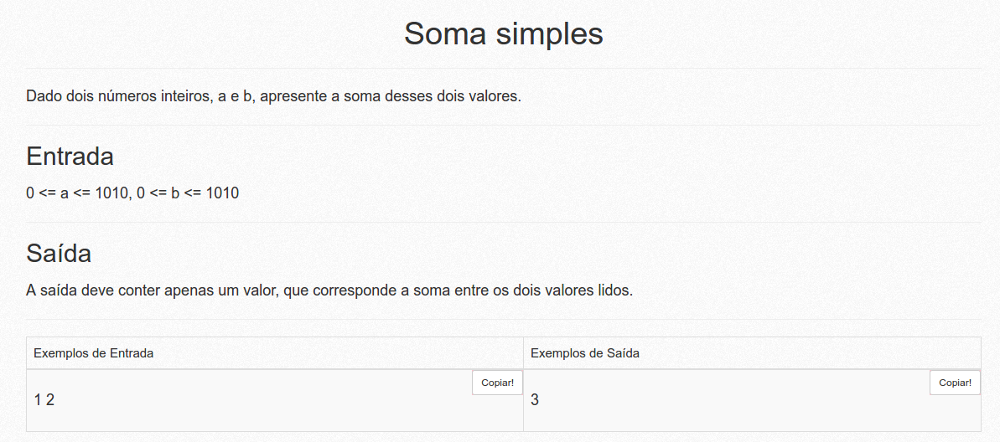 Soma simples
Dado dois números inteiros, a e b, apresente a soma desses dois valores.
Entrada
0 <= a <= 1010, 0 <= b <= 1010
Saída
A saída deve conter apenas um valor, que corresponde a soma entre os dois valores lidos.
Exemplos de Entrada
Exemplos de Saída
Copiar!
1 2
Copiar!
3